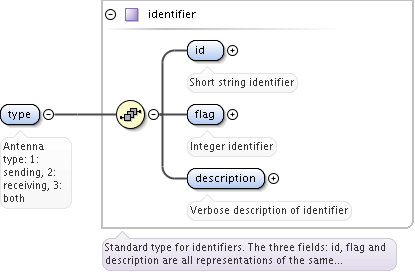 identifier
id
Short string identifier
flag
Integer identifier
type
Antenna
type: 1:
sending, 2:
receiving, 3:
both
description
Verbose description of identifier
Standard type for identifiers. The three fields: id, flag and
description are all representations of the same...